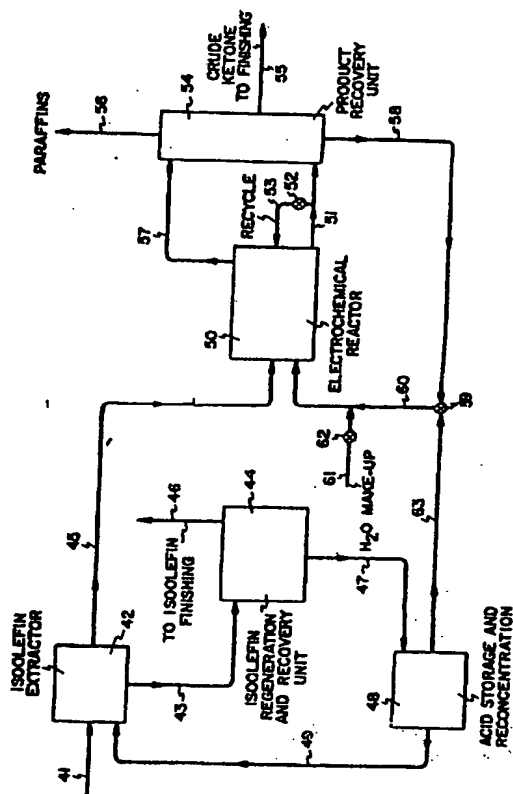 PARAFFINS
56
CRUDE
KETONE
TO FINISHING
55
54
PRODUCT
RECOVERY
UNIT
58
57
RECYCLE
53
52
51
50
ELECTROCHEMICAL
REACTOR
45
60
59
62
61
H2O MAKE-UP
63
46
TO ISOOLEFIN
FINISHING
44
ISOOLEFIN
REGENERATION
AND RECOVERY
UNIT
47
ISOOLEFIN
EXTRACTOR
42
43
41
49
48
ACID STORAGE AND
RECONCENTRATION